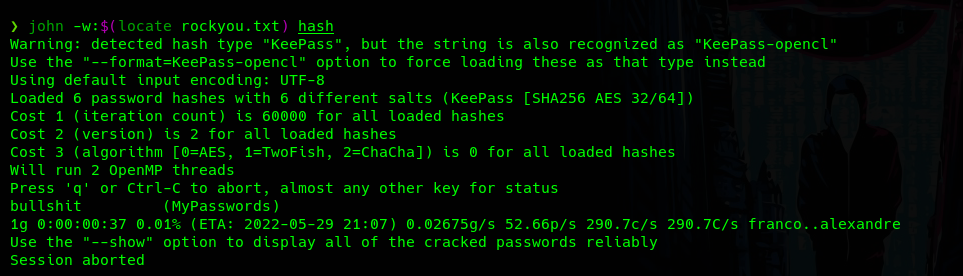 ❯ john -w:$(locate rockyou.txt) hash
Warning: detected hash type "KeePass", but the string is also recognized as "KeePass-opencl"
Use the "--format=KeePass-opencl" option to force loading these as that type instead
Using default input encoding: UTF-8
Loaded 6 password hashes with 6 different salts (KeePass [SHA256 AES 32/64])
Cost 1 (iteration count) is 60000 for all loaded hashes
Cost 2 (version) is 2 for all loaded hashes
Cost 3 (algorithm [0=AES, 1=TwoFish, 2=ChaCha]) is 0 for all loaded hashes
Will run 2 OpenMP threads
Press 'q' or Ctrl-C to abort, almost any other key for status
bullshit         (MyPasswords)
1g 0:00:00:37 0.01% (ETA: 2022-05-29 21:07) 0.02675g/s 52.66p/s 290.7c/s 290.7C/s franco..alexandre
Use the "--show" option to display all of the cracked passwords reliably
Session aborted